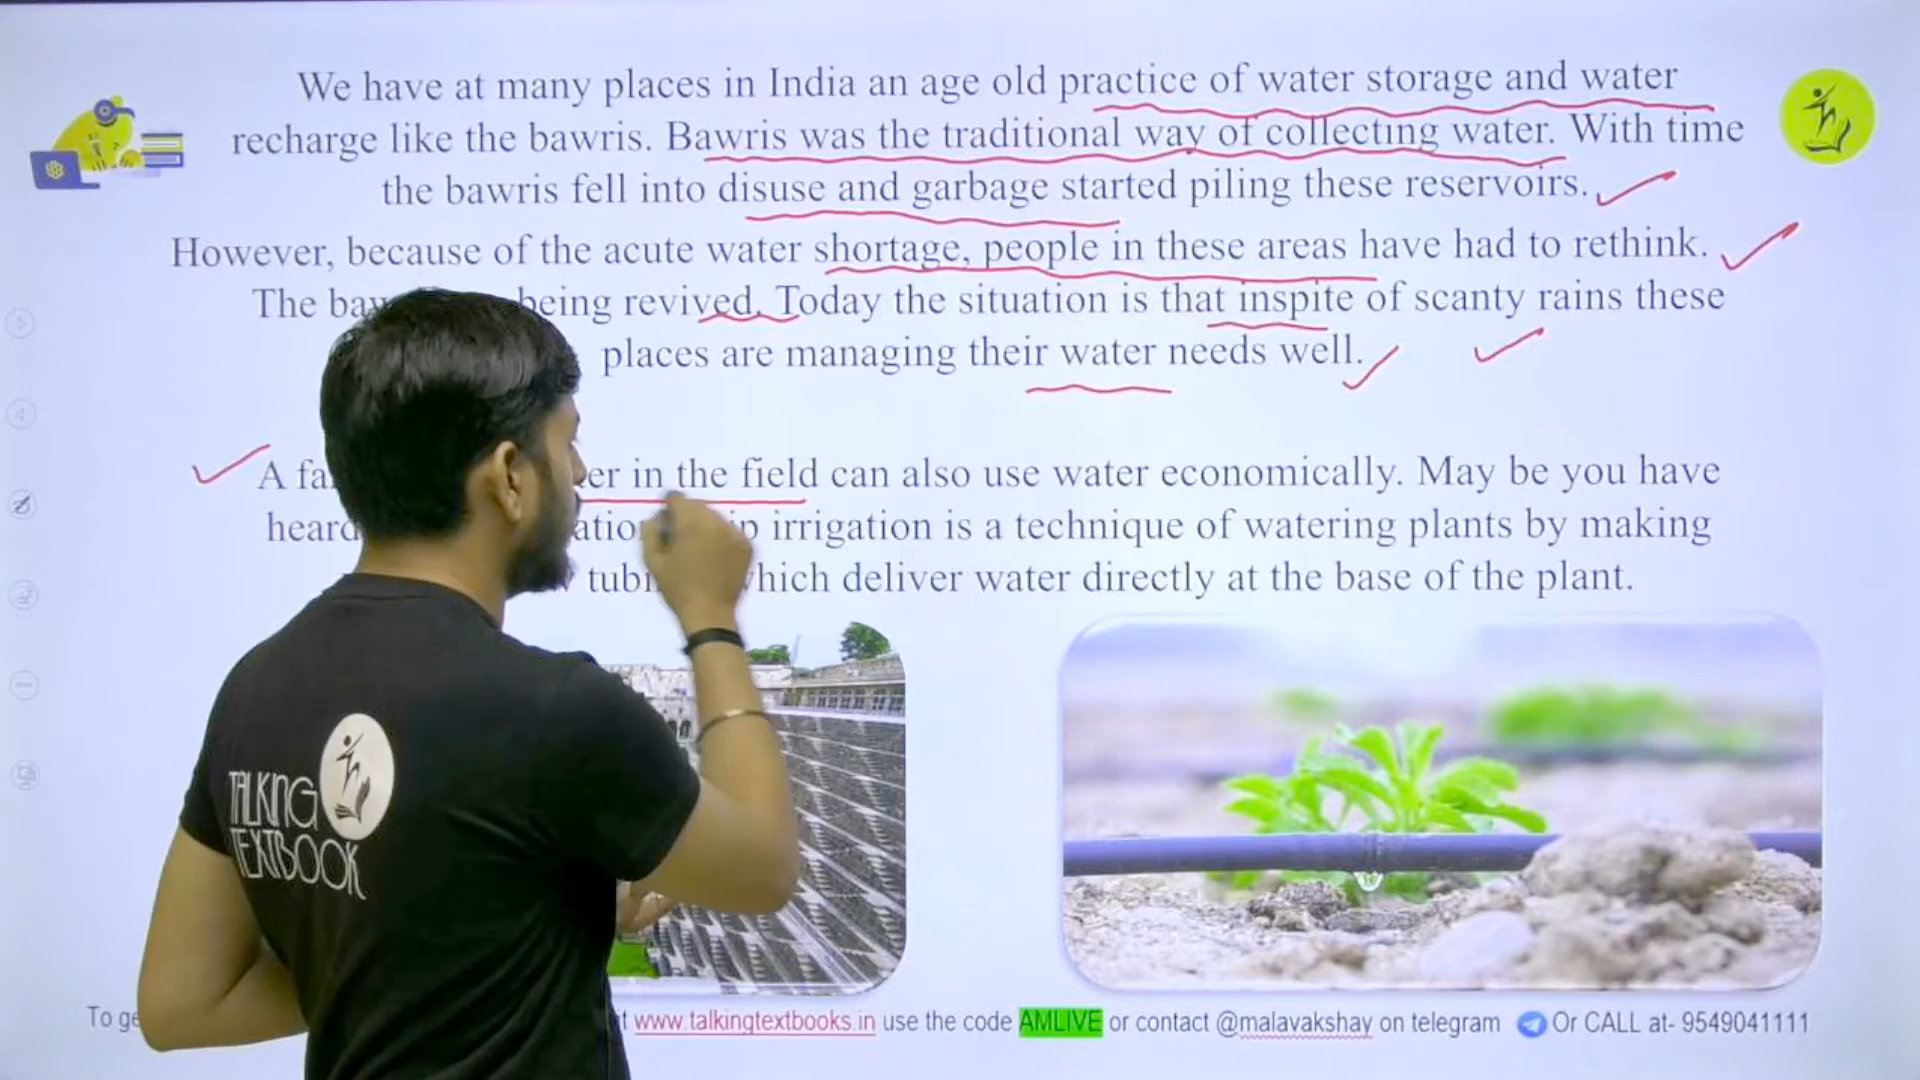 We have at many places in India an age old practice of water storage and water
recharge like the bawris. Bawris was the traditional way of collecting water. With time
the bawris fell into disuse and garbage started piling these reservoirs.
However, because of the acute water shortage, people in these areas have had to rethink.
The being revived. Today the situation is that inspite of scanty rains these
places are managing their water needs well.
A in the field can also use water economically. May be you have
heard irrigation is a technique of watering plants by making
which deliver water directly at the base of the plant.
TALKING
TEXTBOOK
To www.talkingtextbooks.in use the code AMLIVE or contact @malavakshay on telegram Or CALL at- 9549041111